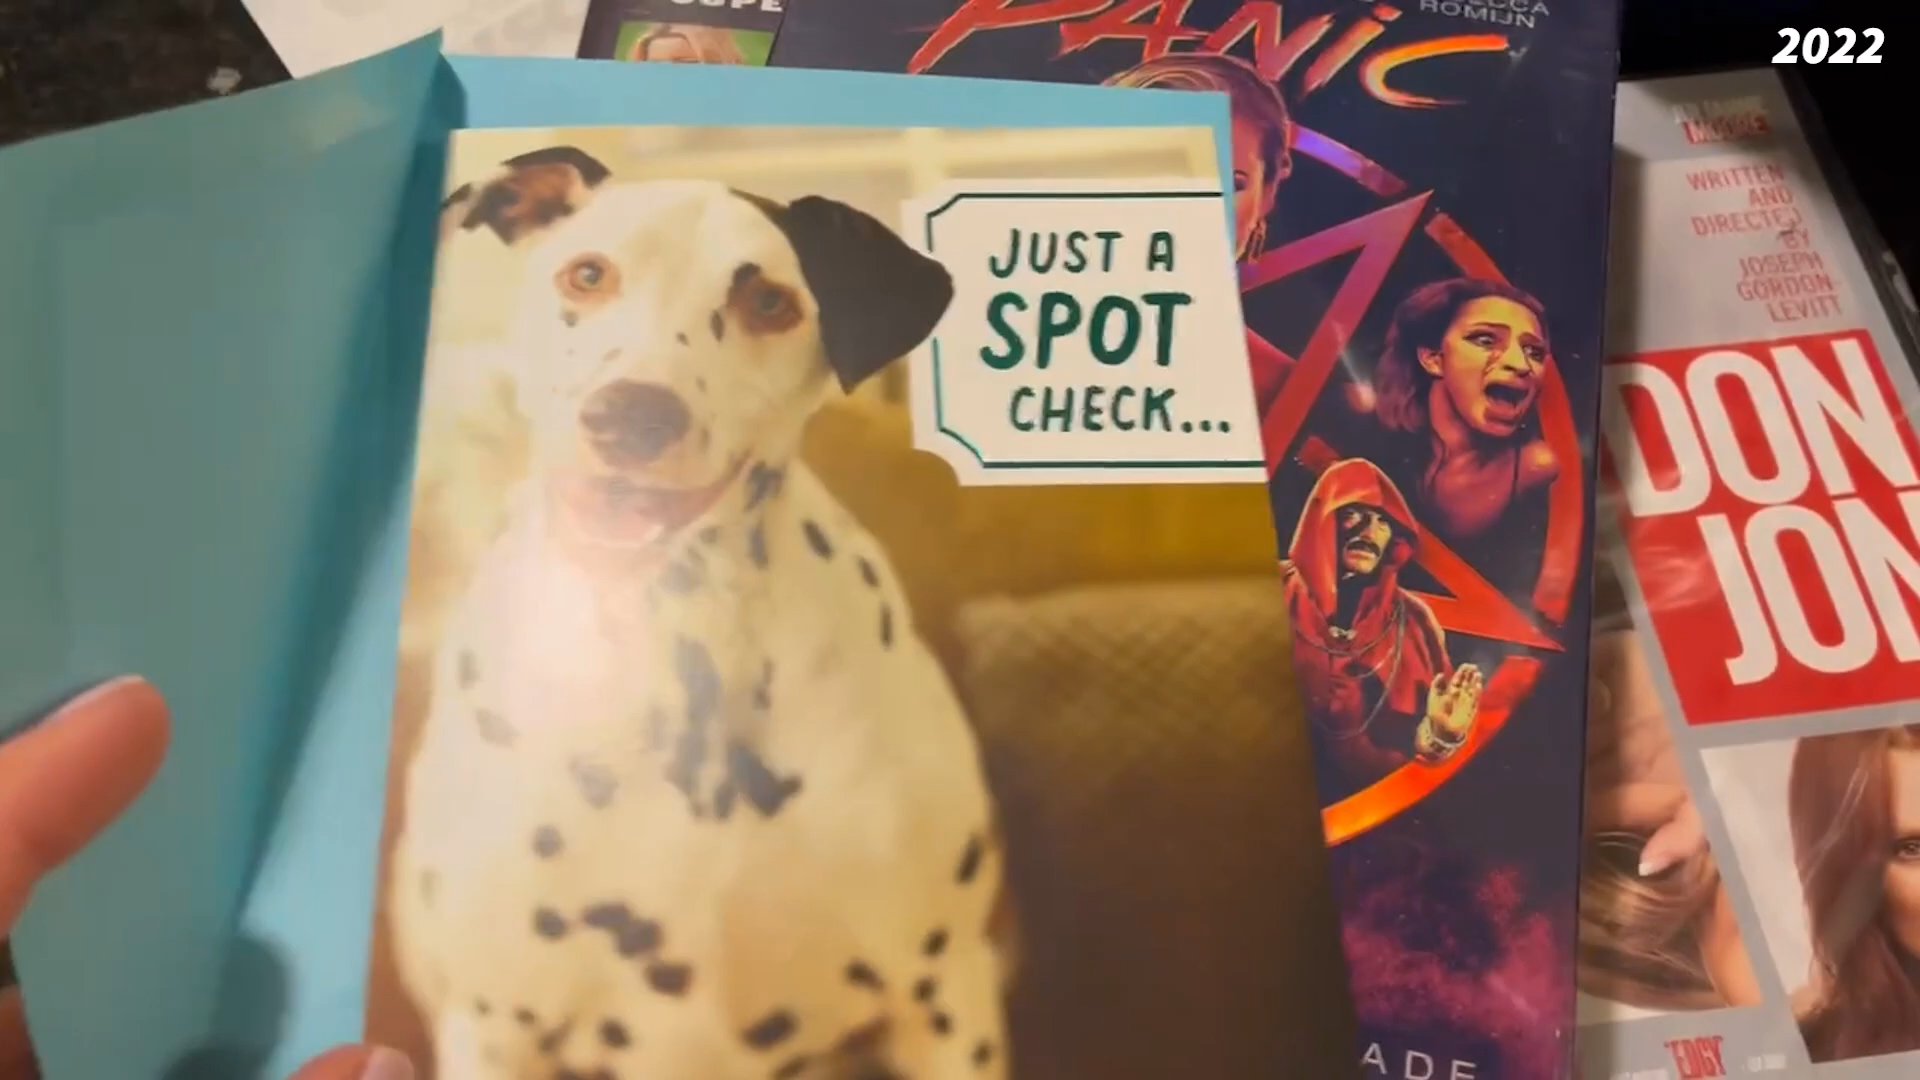 2022
PANIC
ROMIJN
JUST A
SPOT
CHECK...
WRITTEN
AND
DIRECTED
BY
JOSEPH
GORDON-
LEVITT
DON
JON
"EDGY
ADE